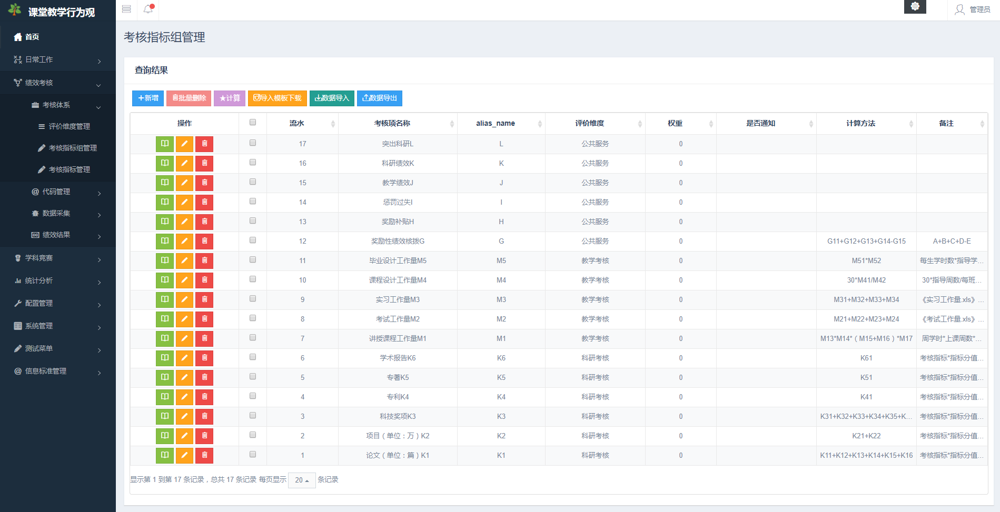 课堂教学行为观
管理员
首页
日常工作
绩效考核
考核体系
评价维度管理
考核指标组管理
考核指标管理
代码管理
数据采集
绩效结果
学科竞赛
统计分析
配置管理
系统管理
测试菜单
信息标准管理
考核指标组管理
查询结果
新增 批量删除 计算 导入模板下载 数据导入 数据导出
操作 流水 考核项名称 alias_name 评价维度 权重 是否通知 计算方法 备注
17 突出科研L L 公共服务 0
16 科研绩效K K 公共服务 0
15 教学绩效J J 公共服务 0
14 惩罚过失I I 公共服务 0
13 奖励补贴H H 公共服务 0
12 奖励性绩效核拨G G 公共服务 0 G11+G12+G13+G14-G15 A+B+C+D-E
11 毕业设计工作量M5 M5 教学考核 0 M51*M52 每生学时数*指导学...
10 课程设计工作量M4 M4 教学考核 0 30*M41/M42 30*指导周数/每班...
9 实习工作量M3 M3 教学考核 0 M31+M32+M33+M34 《实习工作量.xls》...
8 考试工作量M2 M2 教学考核 0 M21+M22+M23+M24 《考试工作量.xls》...
7 讲授课程工作量M1 M1 教学考核 0 M13*M14*（M15+M16）*M17 周学时*上课周数*...
6 学术报告K6 K6 科研考核 0 K61 考核指标*指标分值...
5 专著K5 K5 科研考核 0 K51 考核指标*指标分值...
4 专利K4 K4 科研考核 0 K41 考核指标*指标分值...
3 科技奖项K3 K3 科研考核 0 K31+K32+K33+K34+K35+K... 考核指标*指标分值...
2 项目（单位：万）K2 K2 科研考核 0 K21+K22 考核指标*指标分值...
1 论文（单位：篇）K1 K1 科研考核 0 K11+K12+K13+K14+K15+K16 考核指标*指标分值...
显示第 1 到第 17 条记录，总共 17 条记录 每页显示 20 条记录